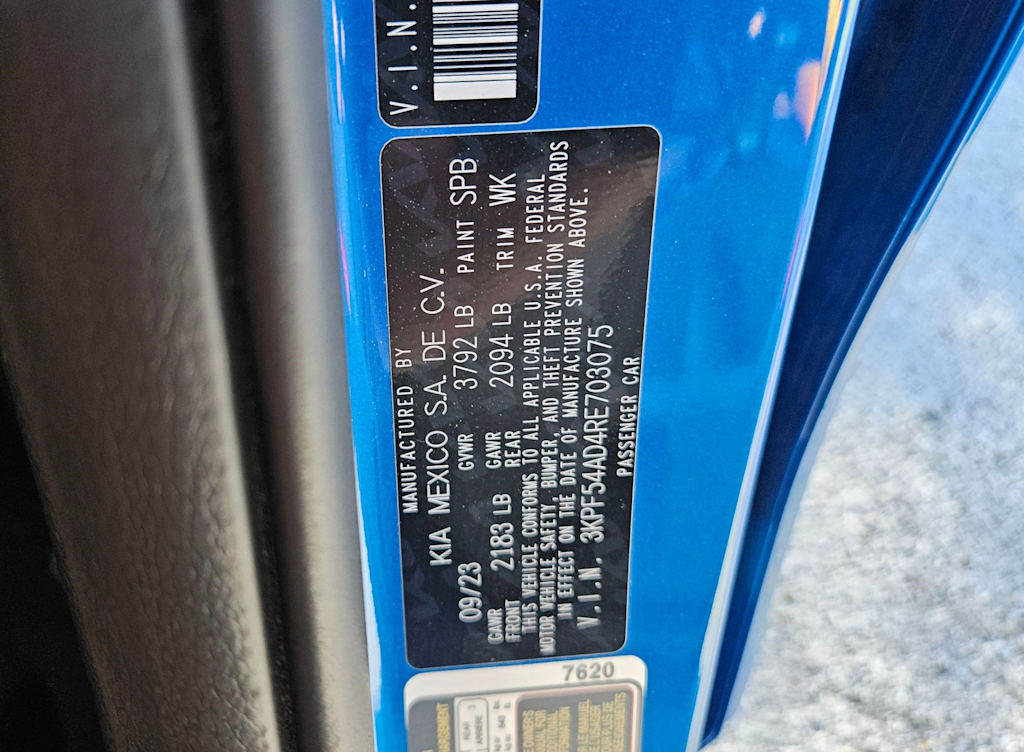 V.I.N.
MANUFACTURED BY
KIA MEXICO S.A. DE C.V.
09/23 GVWR 3792 LB PAINT SPB
GAWR FRONT 2183 LB GAWR REAR 2094 LB TRIM WK
THIS VEHICLE CONFORMS TO ALL APPLICABLE U.S.A. FEDERAL
MOTOR VEHICLE SAFETY, BUMPER, AND THEFT PREVENTION STANDARDS
IN EFFECT ON THE DATE OF MANUFACTURE SHOWN ABOVE.
V.I.N. 3KPF54AD4RE703075
PASSENGER CAR
7620